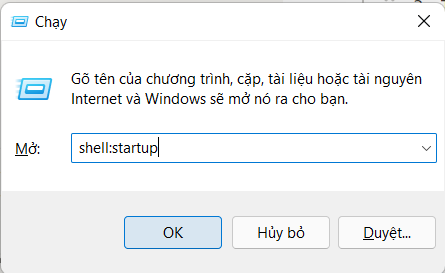 Chạy
Gõ tên của chương trình, cặp, tài liệu hoặc tài nguyên
Internet và Windows sẽ mở nó ra cho bạn.
Mở:
shell:startup
OK
Hủy bỏ
Duyệt...